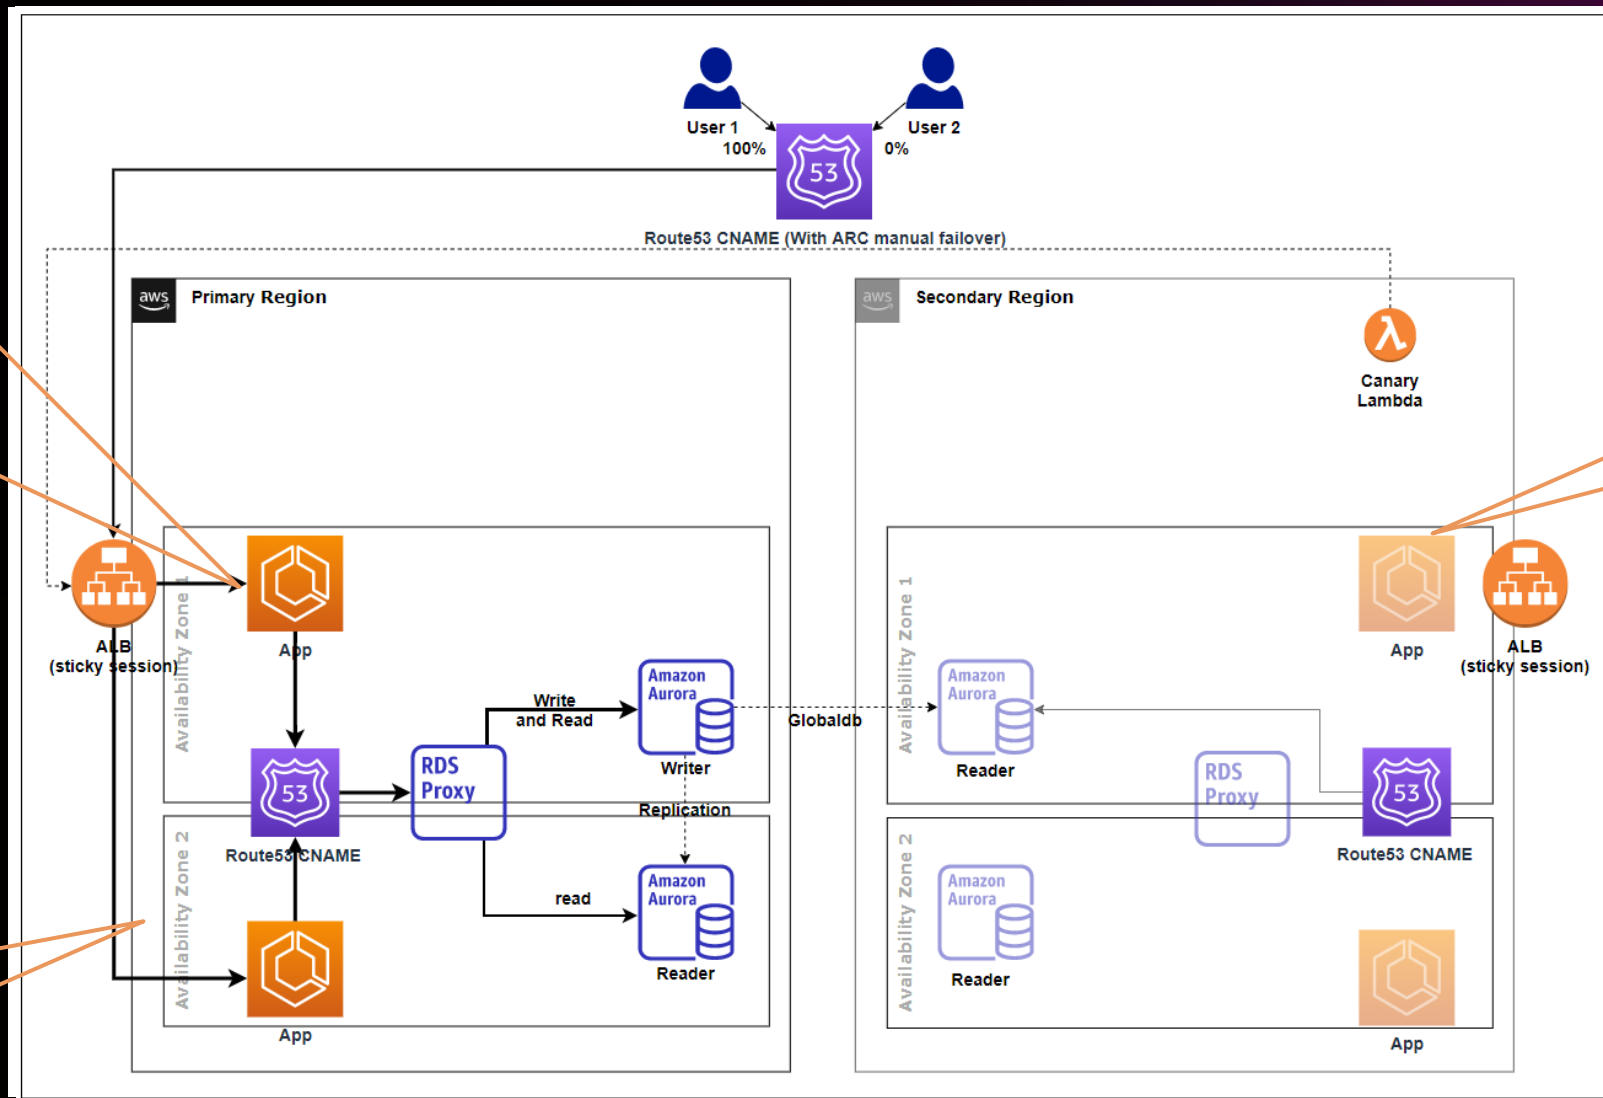 User 1
User 2
100%
0%
53
Route53 CNAME (With ARC manual failover)
aws
Primary Region
aws
Secondary Region
Canary
Lambda
Availability Zone 1
App
ALB
(sticky session)
Amazon
Aurora
Writer
Write
and Read
RDS
Proxy
53
Route53 CNAME
Replication
Globaldb
Availability Zone 2
read
Amazon
Aurora
Reader
App
Availability Zone 1
App
ALB
(sticky session)
Amazon
Aurora
Reader
RDS
Proxy
53
Route53 CNAME
Availability Zone 2
Amazon
Aurora
Reader
App